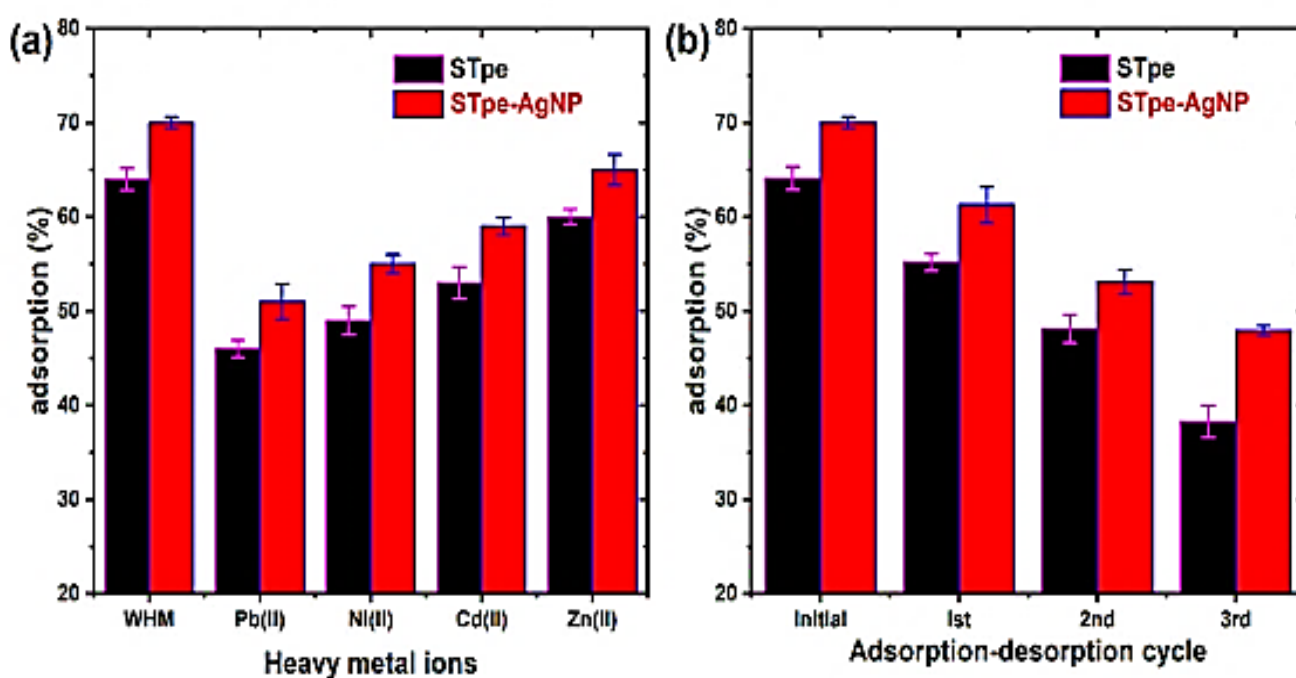 (a)
80
70
60
50
40
30
20
adsorption (%)
STpe
STpe-AgNP
WHM Pb(II) Ni(II) Cd(II) Zn(II)
Heavy metal ions
(b)
80
70
60
50
40
30
20
adsorption (%)
STpe
STpe-AgNP
Initial Ist 2nd 3rd
Adsorption-desorption cycle